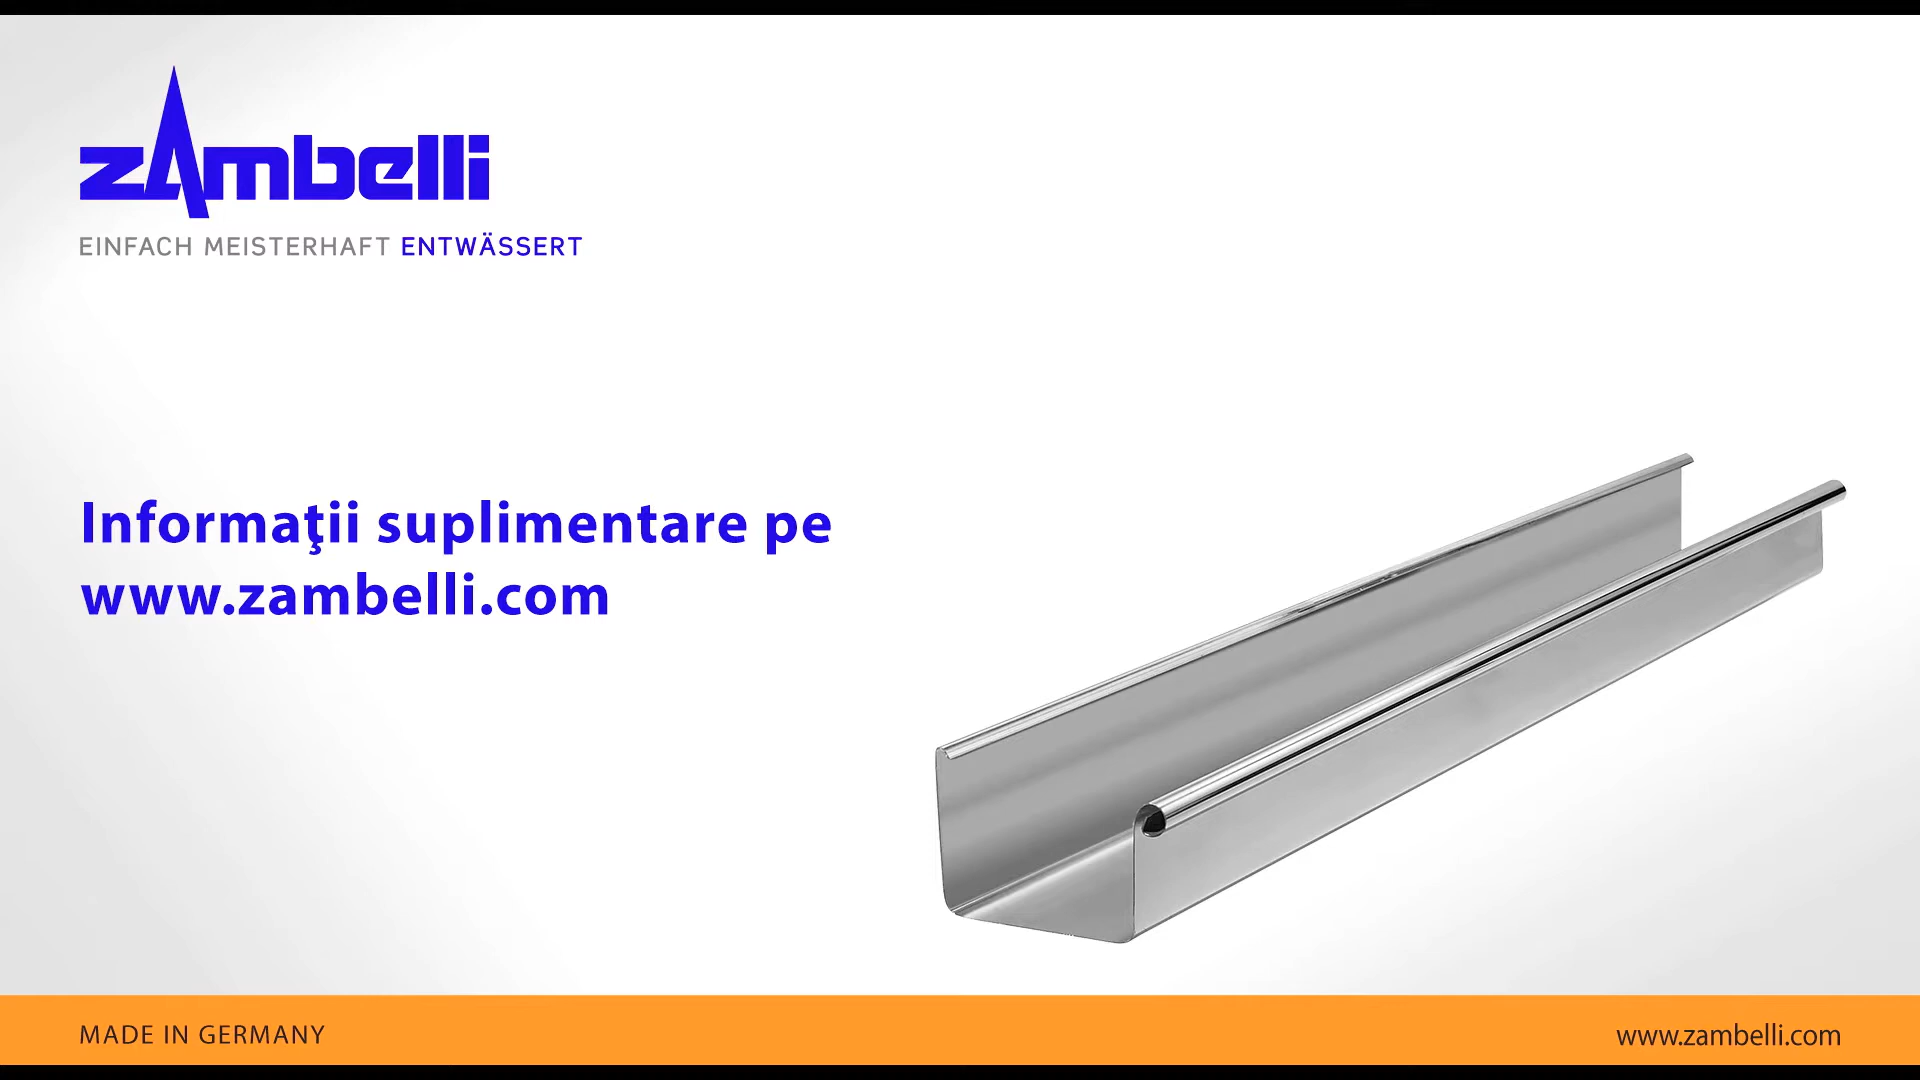 zambelli
EINFACH MEISTERHAFT ENTWÄSSERT
Informaţii suplimentare pe
www.zambelli.com
MADE IN GERMANY
www.zambelli.com